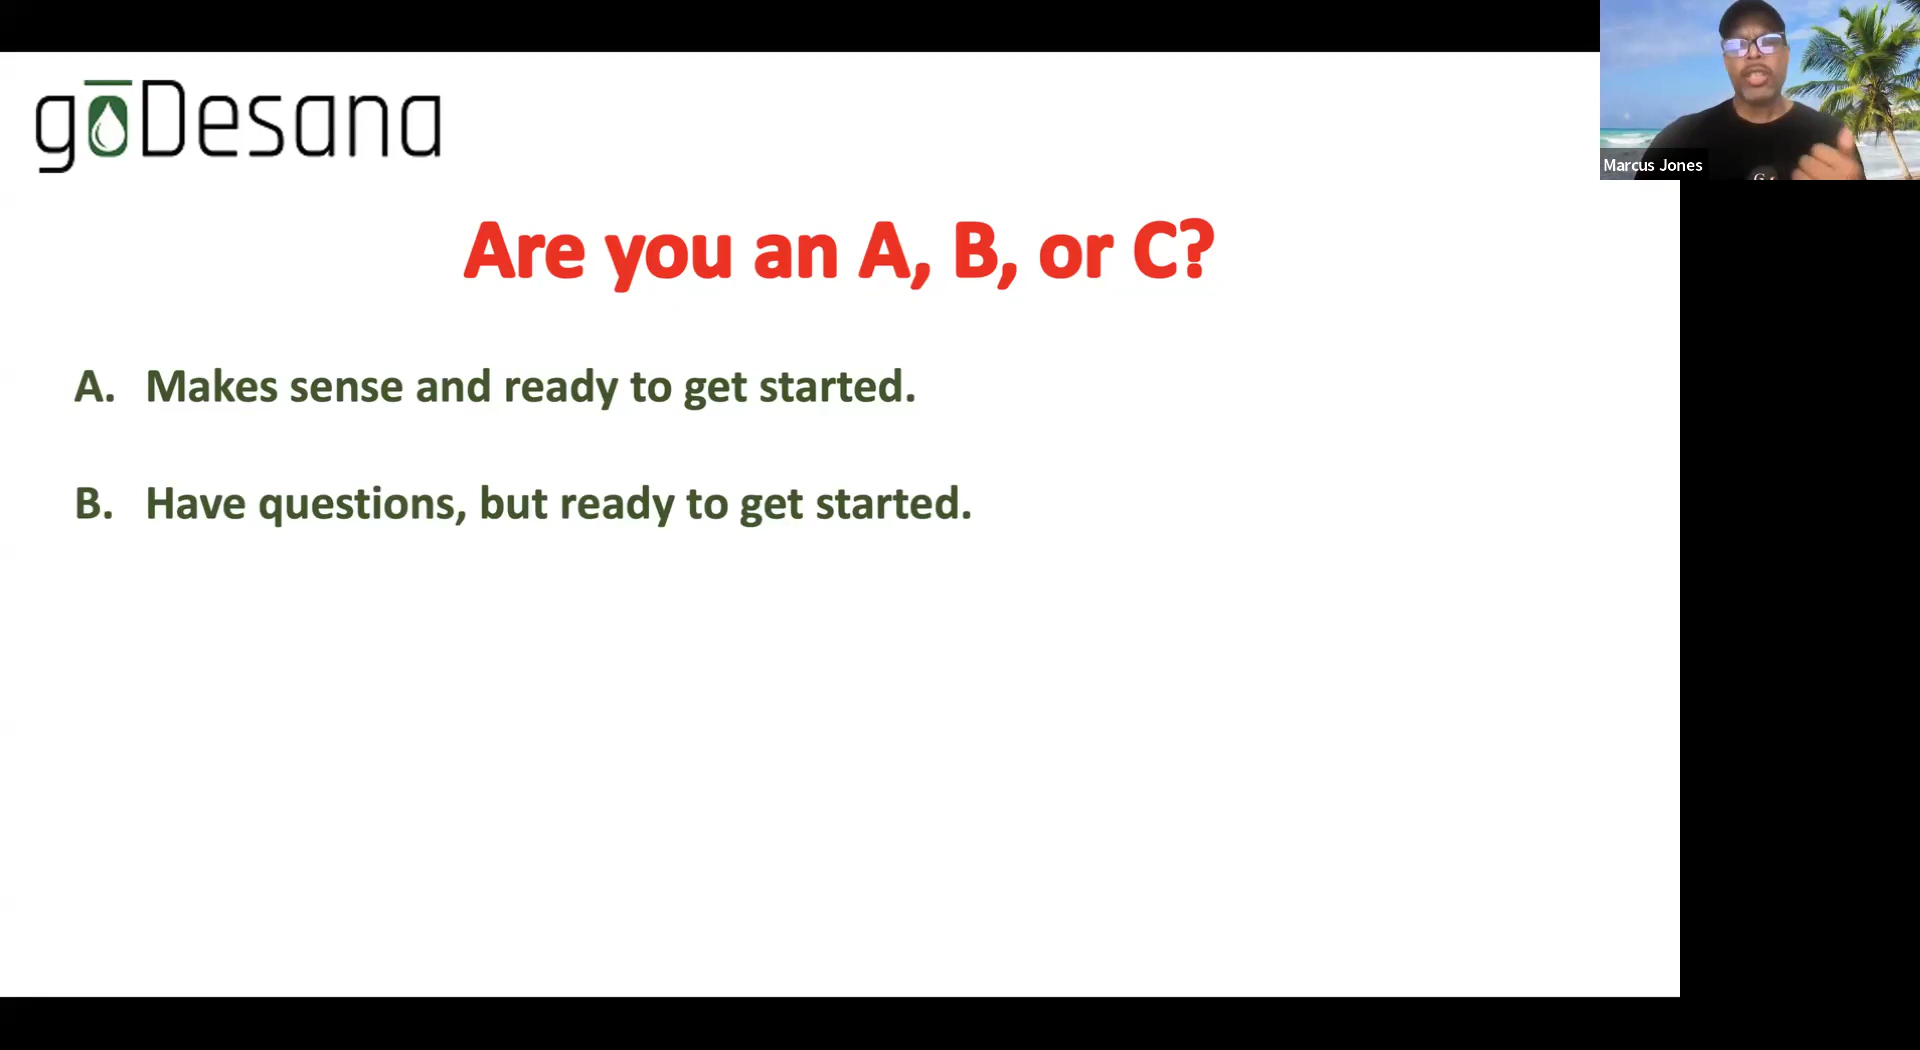 gōDesana
Marcus Jones
Are you an A, B, or C?
A. Makes sense and ready to get started.
B. Have questions, but ready to get started.